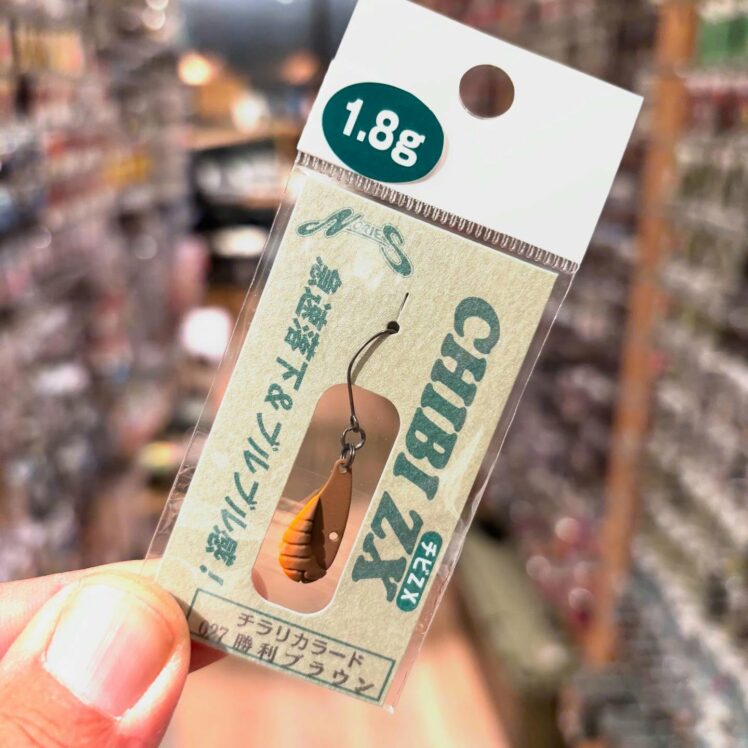 1.8g
NORIES
急速落下&ブルブル感!
CHIBI ZX
チビZX
チラリカラード
027 勝利ブラウン